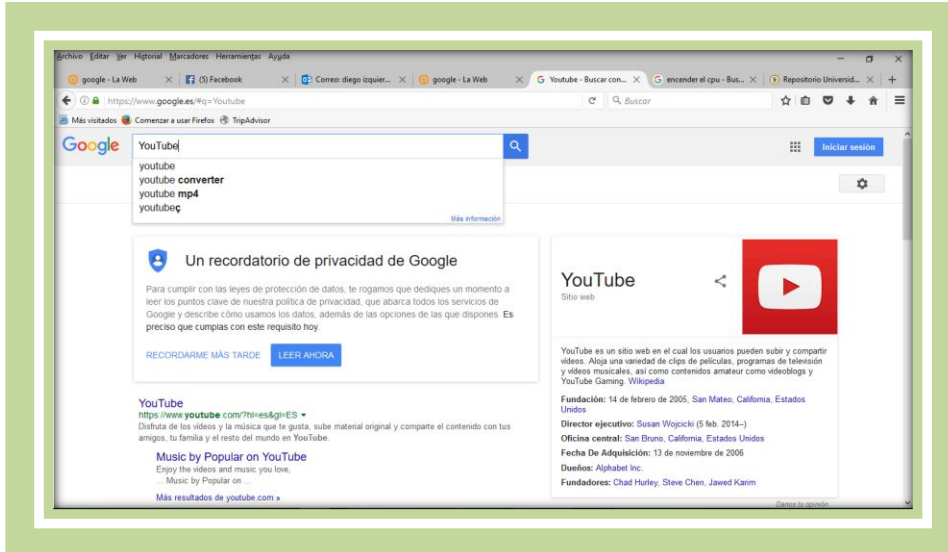 Archivo Editar Ver Historial Marcadores Herramientas Ayuda
google - La Web
(5) Facebook
Correo: diego izquier...
google - La Web
Youtube - Buscar con...
encender el cpu - Bus...
Repositorio Universid...
https://www.google.es/#q=Youtube
Buscar
Más visitados Comenzar a usar Firefox TripAdvisor
Google
YouTube
Iniciar sesión
youtube
youtube converter
youtube mp4
youtubeç
Más información
Un recordatorio de privacidad de Google
Para cumplir con las leyes de protección de datos, te rogamos que dediques un momento a
leer los puntos clave de nuestra política de privacidad, que abarca todos los servicios de
Google y describe cómo usamos los datos, además de las opciones de las que dispones. Es
preciso que cumplas con este requisito hoy.
RECORDARME MÁS TARDE
LEER AHORA
YouTube
https://www.youtube.com/?hl=es&gl=ES
Disfruta de los vídeos y la música que te gusta, sube material original y comparte el contenido con tus
amigos, tu familia y el resto del mundo en YouTube.
Music by Popular on YouTube
Enjoy the videos and music you love,
... Music by Popular on ...
Más resultados de youtube.com »
YouTube
Sitio web
YouTube es un sitio web en el cual los usuarios pueden subir y compartir
vídeos. Aloja una variedad de clips de películas, programas de televisión
y vídeos musicales, así como contenidos amateur como videoblogs y
YouTube Gaming. Wikipedia
Fundación: 14 de febrero de 2005, San Mateo, California, Estados
Unidos
Director ejecutivo: Susan Wojcicki (5 feb. 2014–)
Oficina central: San Bruno, California, Estados Unidos
Fecha De Adquisición: 13 de noviembre de 2006
Dueños: Alphabet Inc.
Fundadores: Chad Hurley, Steve Chen, Jawed Karim
Danos tu opinión